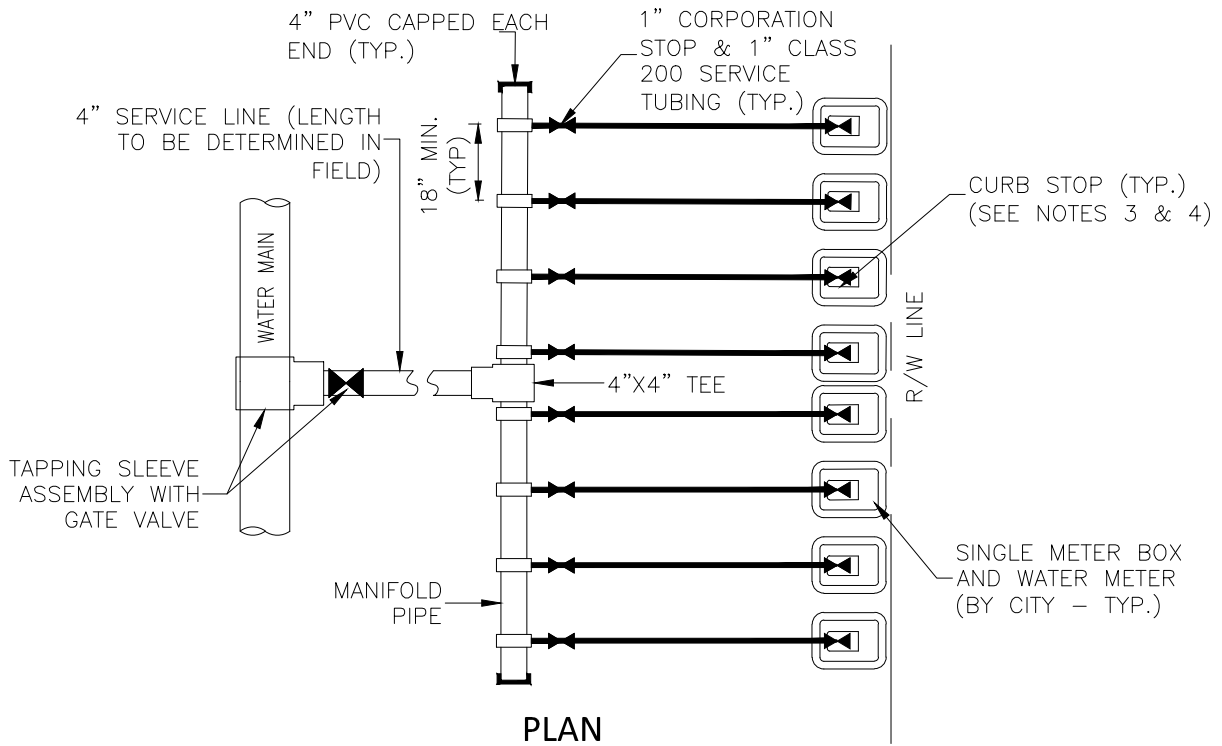 4” PVC CAPPED EACH
END (TYP.)
1” CORPORATION
STOP & 1” CLASS
200 SERVICE
TUBING (TYP.)
4” SERVICE LINE (LENGTH
TO BE DETERMINED IN
FIELD)
18” MIN.
(TYP)
CURB STOP (TYP.)
(SEE NOTES 3 & 4)
WATER MAIN
R/W LINE
4”X4” TEE
TAPPING SLEEVE
ASSEMBLY WITH
GATE VALVE
SINGLE METER BOX
AND WATER METER
(BY CITY – TYP.)
MANIFOLD
PIPE
PLAN